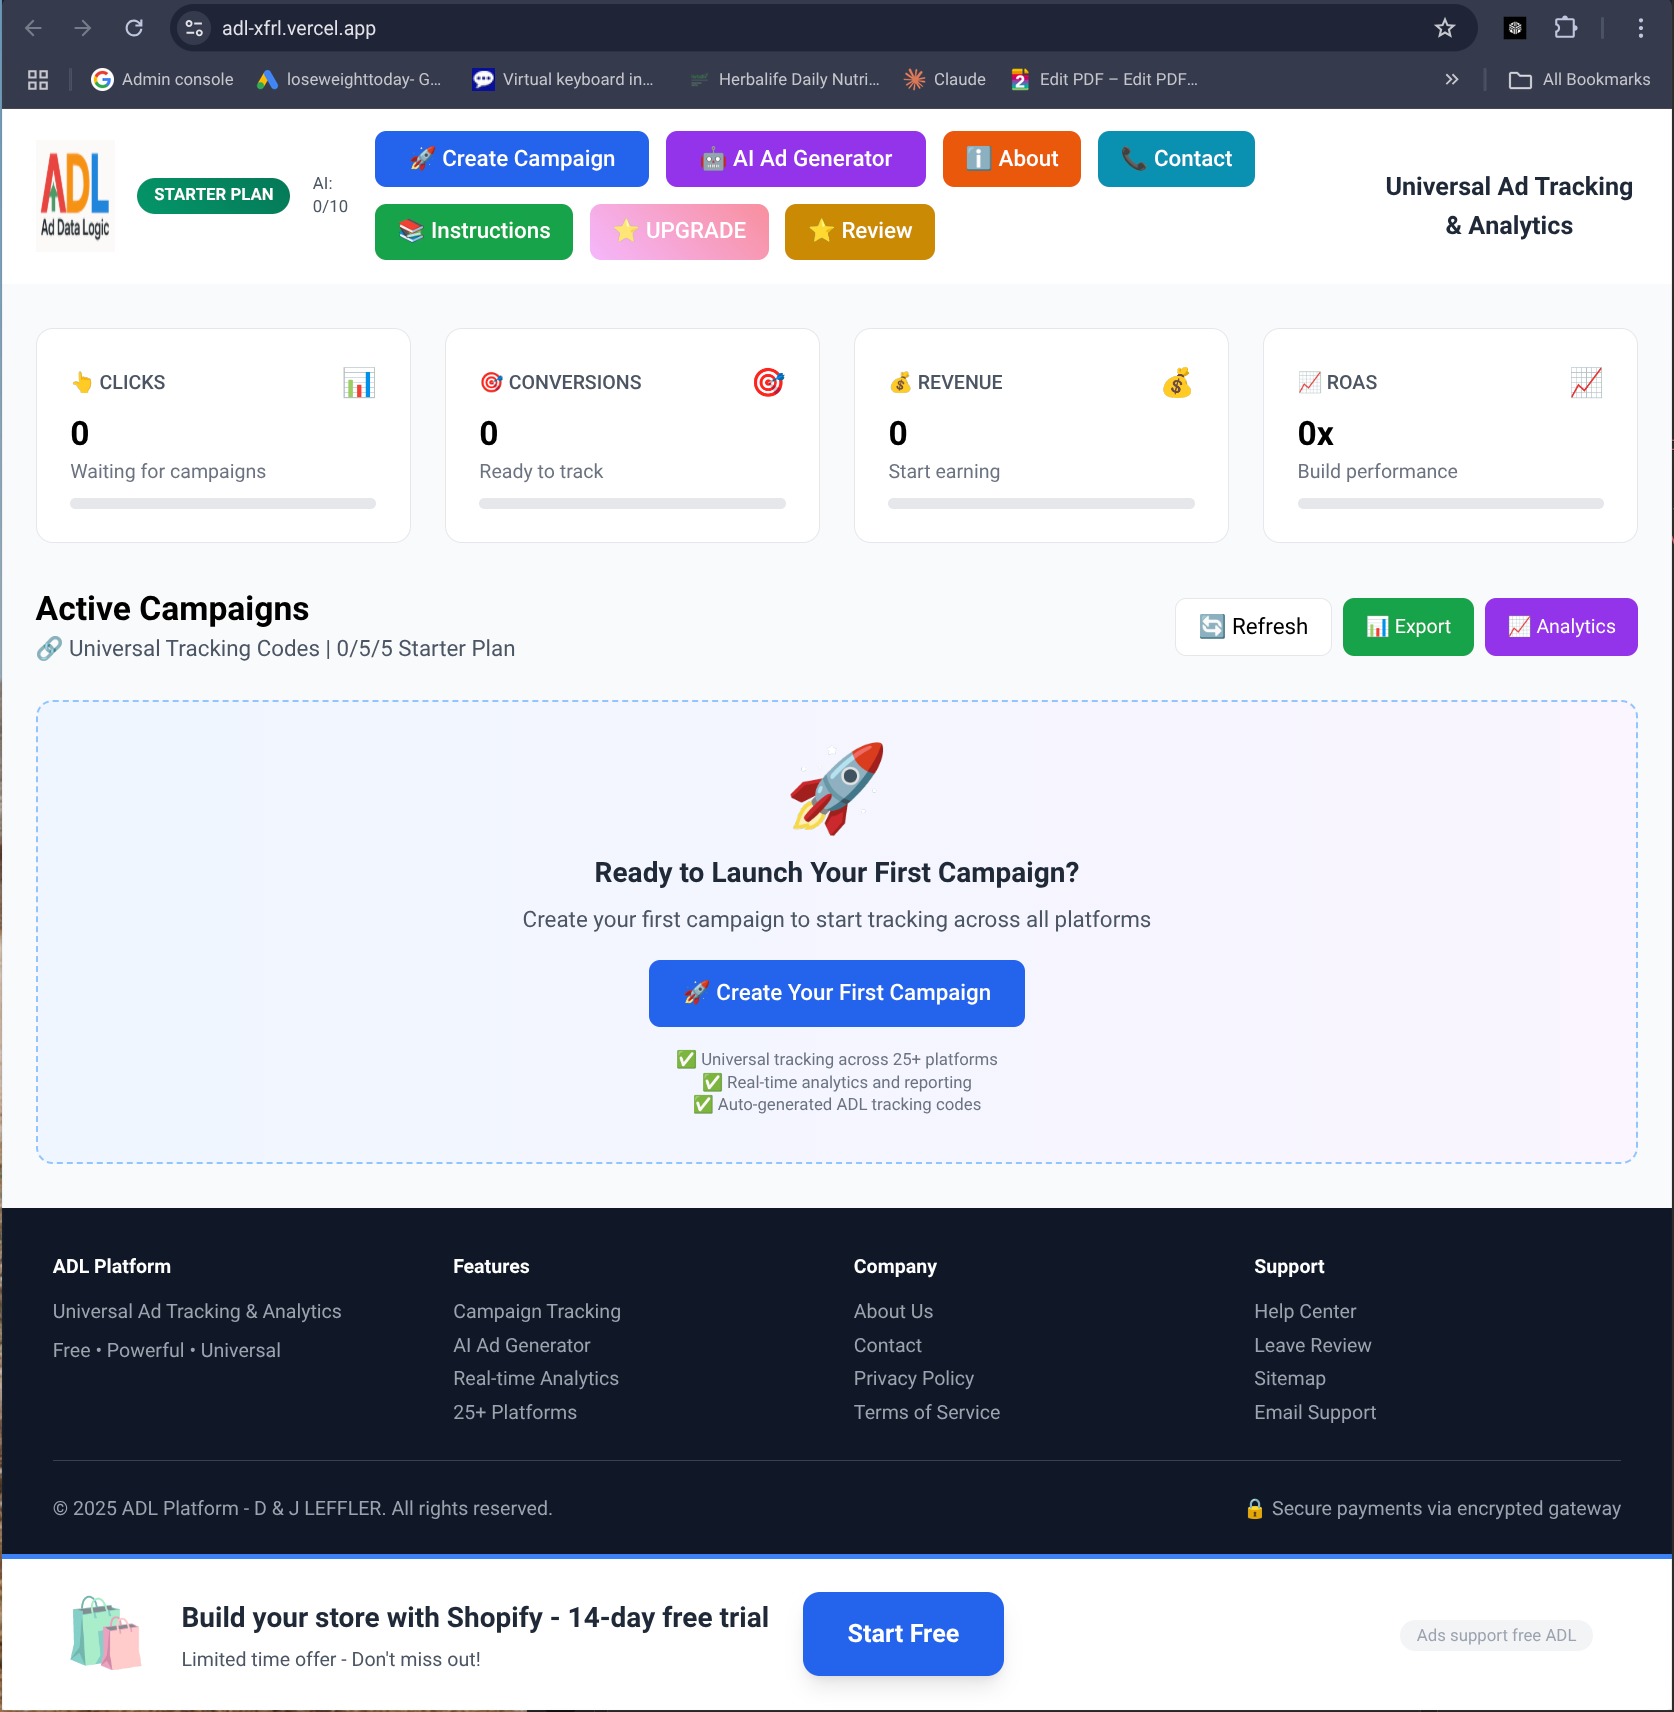 adl-xfrl.vercel.app
Admin console
loseweighttoday- G...
Virtual keyboard in...
Herbalife Daily Nutri...
Claude
Edit PDF – Edit PDF...
All Bookmarks
ADL
Ad Data Logic
STARTER PLAN
AI:
0/10
🚀 Create Campaign
🤖 AI Ad Generator
ℹ️ About
📞 Contact
📚 Instructions
⭐ UPGRADE
⭐ Review
Universal Ad Tracking
& Analytics
👆 CLICKS
0
Waiting for campaigns
🎯 CONVERSIONS
0
Ready to track
💰 REVENUE
0
Start earning
📈 ROAS
0x
Build performance
Active Campaigns
🔗 Universal Tracking Codes | 0/5/5 Starter Plan
🔄 Refresh
📊 Export
📈 Analytics
Ready to Launch Your First Campaign?
Create your first campaign to start tracking across all platforms
🚀 Create Your First Campaign
✅ Universal tracking across 25+ platforms
✅ Real-time analytics and reporting
✅ Auto-generated ADL tracking codes
ADL Platform
Universal Ad Tracking & Analytics
Free • Powerful • Universal
Features
Campaign Tracking
AI Ad Generator
Real-time Analytics
25+ Platforms
Company
About Us
Contact
Privacy Policy
Terms of Service
Support
Help Center
Leave Review
Sitemap
Email Support
© 2025 ADL Platform - D & J LEFFLER. All rights reserved.
🔒 Secure payments via encrypted gateway
Build your store with Shopify - 14-day free trial
Limited time offer - Don't miss out!
Start Free
Ads support free ADL